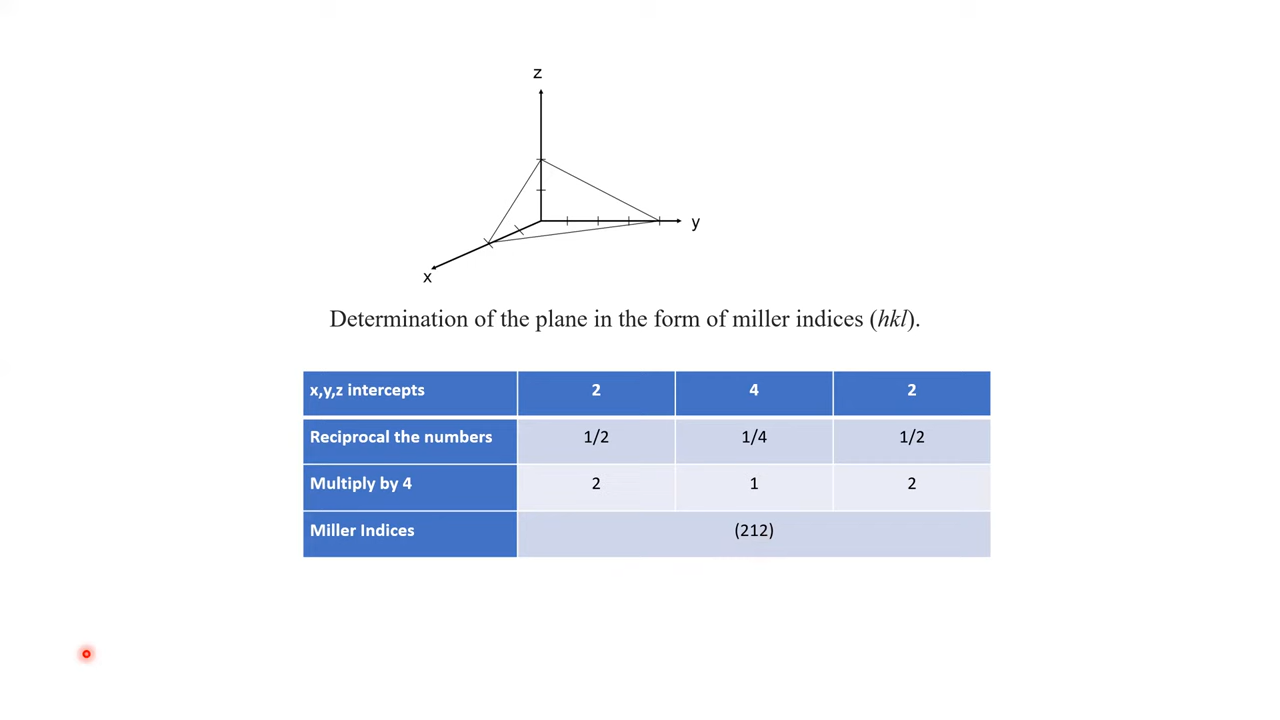 z
y
x
Determination of the plane in the form of miller indices (hkl).
x,y,z intercepts 2 4 2
Reciprocal the numbers 1/2 1/4 1/2
Multiply by 4 2 1 2
Miller Indices (212)